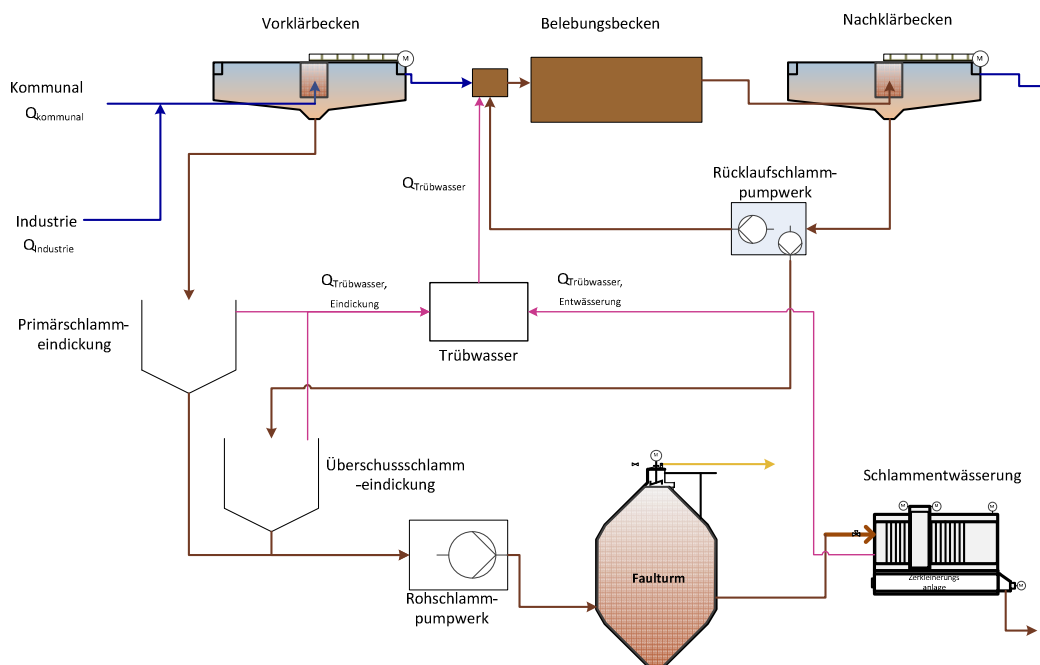 Vorklärbecken
Belebungsbecken
Nachklärbecken
M
M
Kommunal
Qkommunal
Rücklaufschlamm-
pumpwerk
QTrübwasser
Industrie
QIndustrie
QTrübwasser,
Eindickung
QTrübwasser,
Entwässerung
Primärschlamm-
eindickung
Trübwasser
Überschussschlamm
-eindickung
M
Schlammentwässerung
M
M
M
Faulturm
Zerkleinerungs
anlage
M
Rohschlamm-
pumpwerk